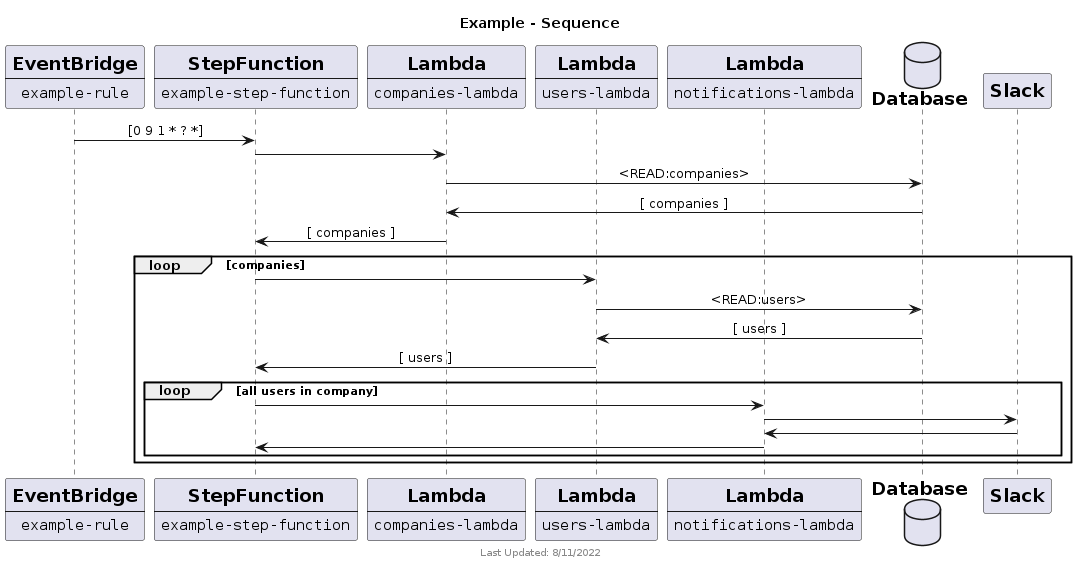 Example - Sequence
EventBridge StepFunction Lambda Lambda Lambda Database Slack
example-rule example-step-function companies-lambda users-lambda notifications-lambda
[0 9 1 * ? *]
<READ:companies>
[ companies ]
[ companies ]
loop [companies]
<READ:users>
[ users ]
[ users ]
loop [all users in company]
EventBridge StepFunction Lambda Lambda Lambda Database Slack
example-rule example-step-function companies-lambda users-lambda notifications-lambda
Last Updated: 8/11/2022